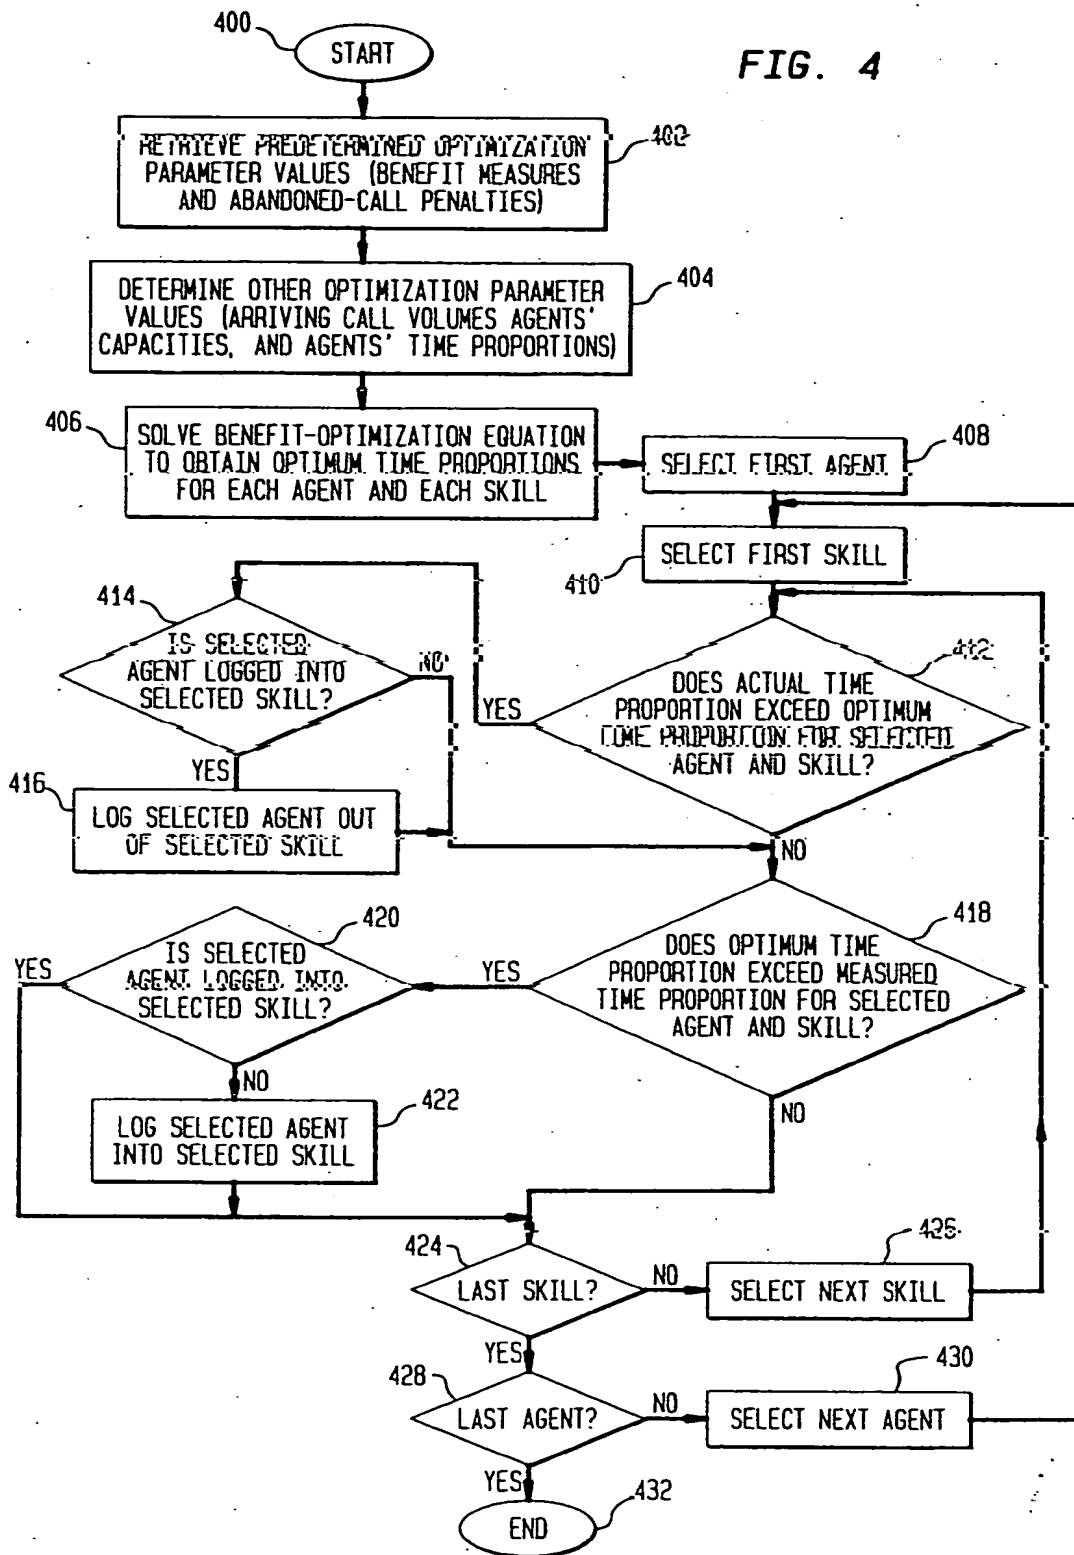 FIG. 4
400
START
402
RETRIEVE PREDETERMINED OPTIMIZATION
PARAMETER VALUES (BENEFIT MEASURES
AND ABANDONED-CALL PENALTIES)
404
DETERMINE OTHER OPTIMIZATION PARAMETER
VALUES (ARRIVING CALL VOLUMES AGENTS'
CAPACITIES, AND AGENTS' TIME PROPORTIONS)
406
SOLVE BENEFIT-OPTIMIZATION EQUATION
TO OBTAIN OPTIMUM TIME PROPORTIONS
FOR EACH AGENT AND EACH SKILL
408
SELECT FIRST AGENT
410
SELECT FIRST SKILL
412
DOES ACTUAL TIME
PROPORTION EXCEED OPTIMUM
TIME PROPORTION FOR SELECTED
AGENT AND SKILL?
YES
NO
414
IS SELECTED
AGENT LOGGED INTO
SELECTED SKILL?
NO
YES
416
LOG SELECTED AGENT OUT
OF SELECTED SKILL
418
DOES OPTIMUM TIME
PROPORTION EXCEED MEASURED
TIME PROPORTION FOR SELECTED
AGENT AND SKILL?
YES
NO
420
IS SELECTED
AGENT LOGGED INTO
SELECTED SKILL?
YES
NO
422
LOG SELECTED AGENT
INTO SELECTED SKILL
424
LAST SKILL?
NO
YES
426
SELECT NEXT SKILL
428
LAST AGENT?
NO
YES
430
SELECT NEXT AGENT
432
END